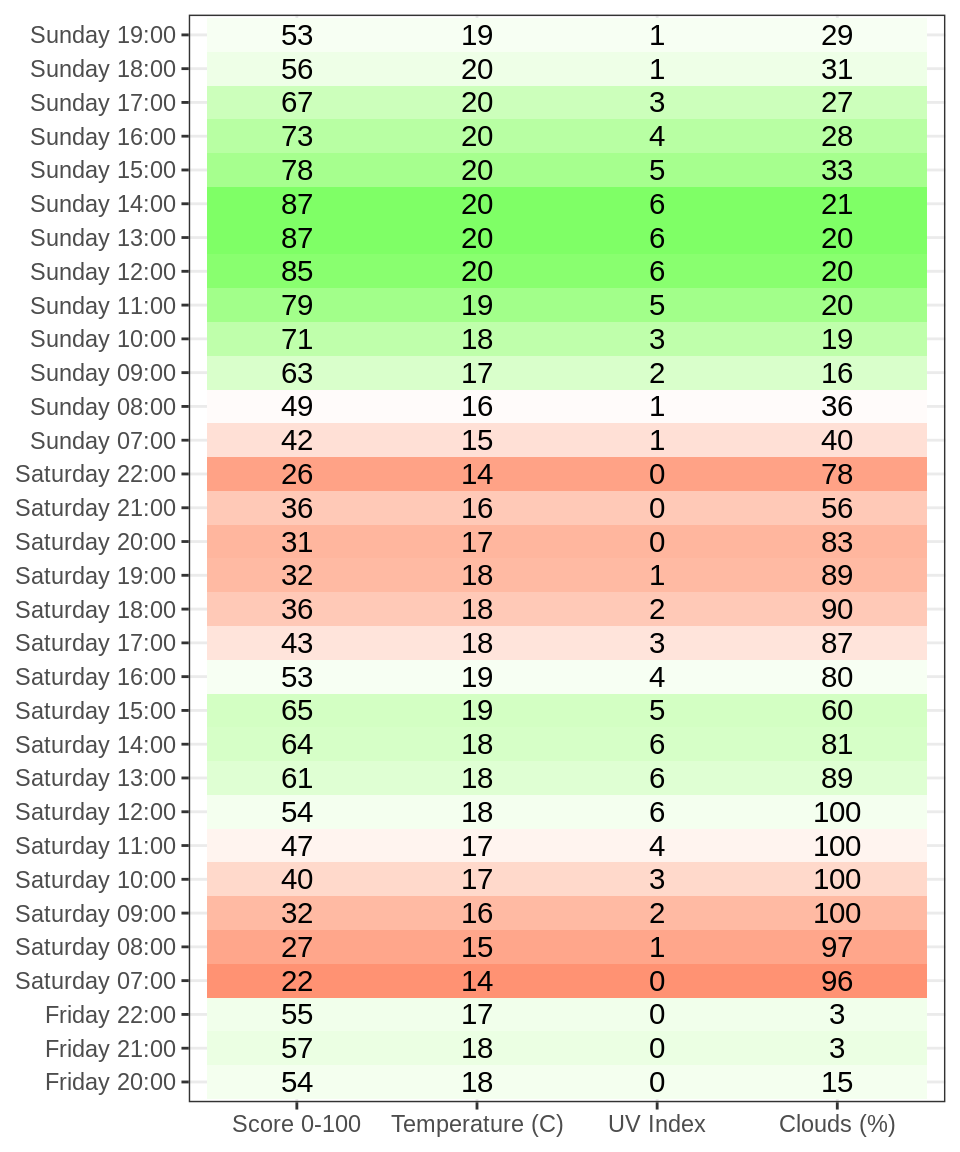 Sunday 19:00 53 19 1 29
Sunday 18:00 56 20 1 31
Sunday 17:00 67 20 3 27
Sunday 16:00 73 20 4 28
Sunday 15:00 78 20 5 33
Sunday 14:00 87 20 6 21
Sunday 13:00 87 20 6 20
Sunday 12:00 85 20 6 20
Sunday 11:00 79 19 5 20
Sunday 10:00 71 18 3 19
Sunday 09:00 63 17 2 16
Sunday 08:00 49 16 1 36
Sunday 07:00 42 15 1 40
Saturday 22:00 26 14 0 78
Saturday 21:00 36 16 0 56
Saturday 20:00 31 17 0 83
Saturday 19:00 32 18 1 89
Saturday 18:00 36 18 2 90
Saturday 17:00 43 18 3 87
Saturday 16:00 53 19 4 80
Saturday 15:00 65 19 5 60
Saturday 14:00 64 18 6 81
Saturday 13:00 61 18 6 89
Saturday 12:00 54 18 6 100
Saturday 11:00 47 17 4 100
Saturday 10:00 40 17 3 100
Saturday 09:00 32 16 2 100
Saturday 08:00 27 15 1 97
Saturday 07:00 22 14 0 96
Friday 22:00 55 17 0 3
Friday 21:00 57 18 0 3
Friday 20:00 54 18 0 15
Score 0-100 Temperature (C) UV Index Clouds (%)